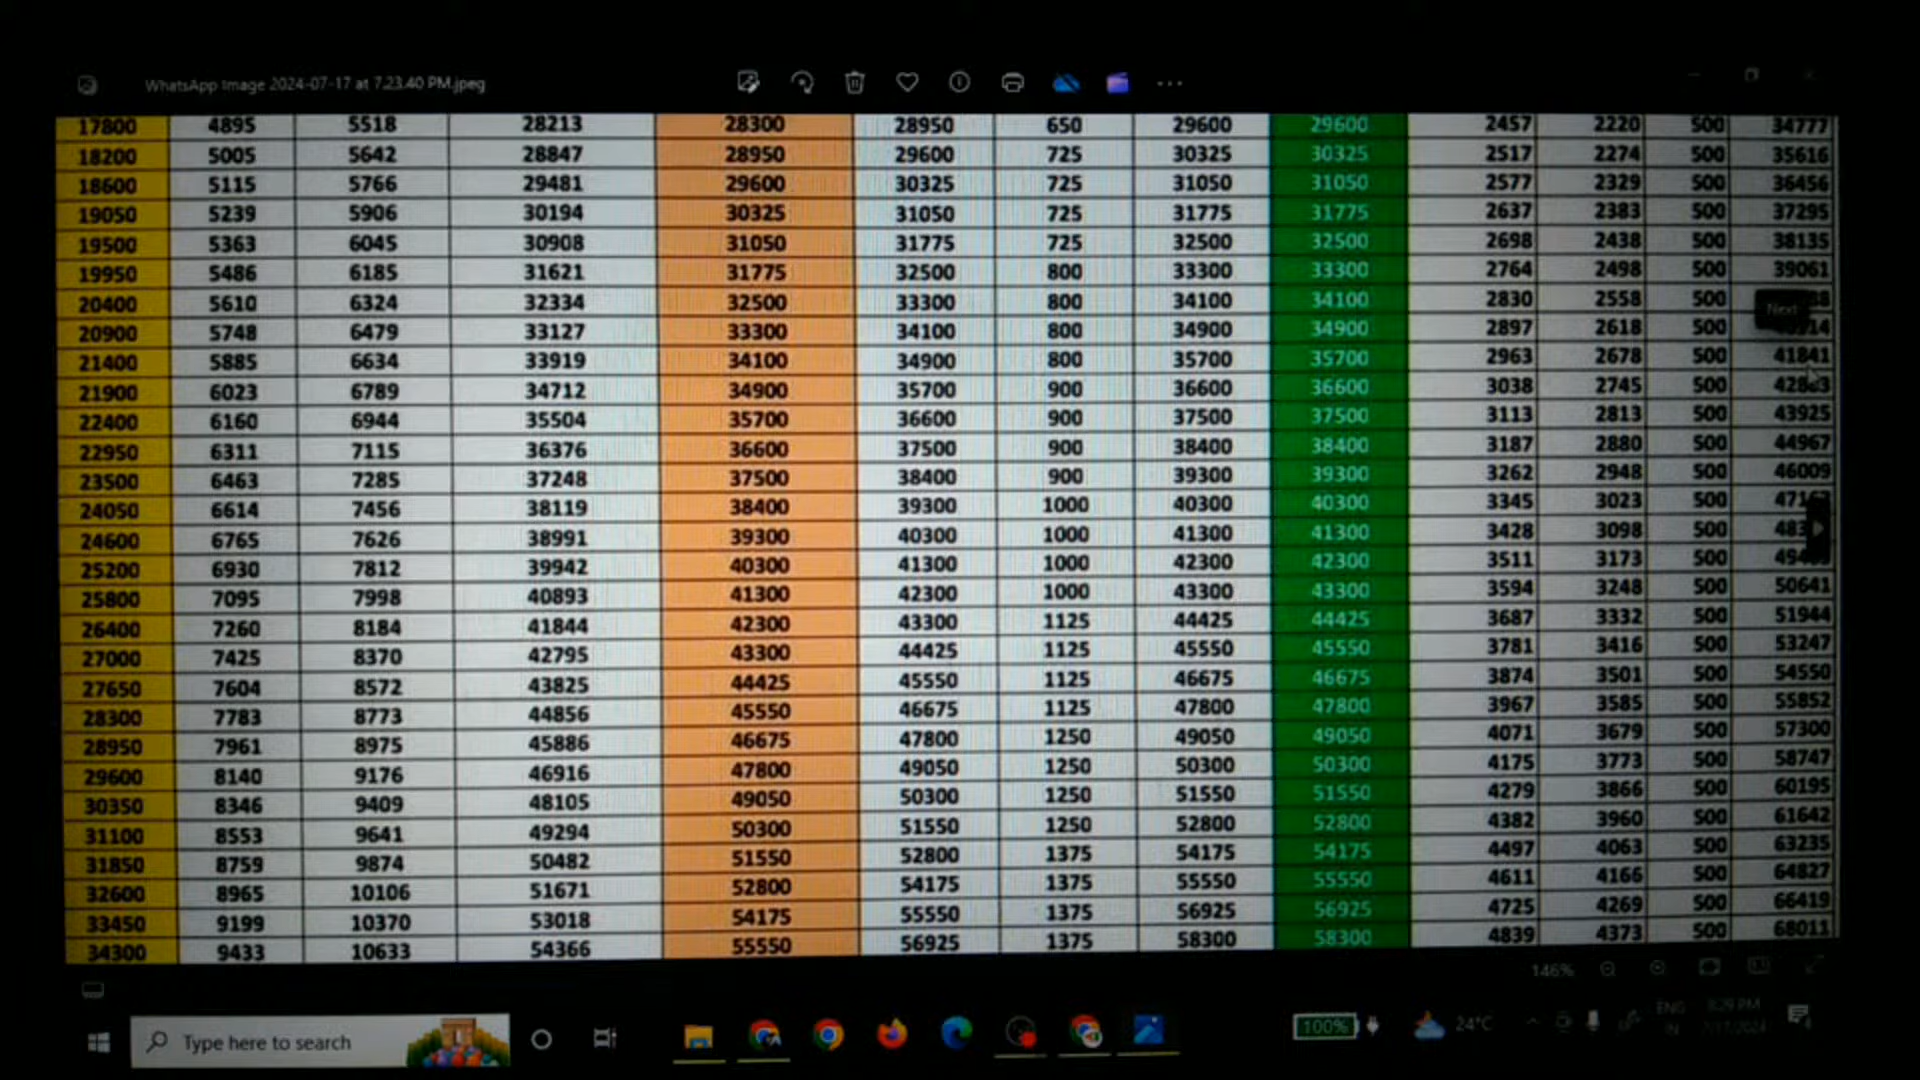 WhatsApp Image 2024-07-17 at 7.23.40 PM.jpeg
17800 4895 5518 28213 28300 28950 650 29600 29600 2457 2220 500 34777
18200 5005 5642 28847 28950 29600 725 30325 30325 2517 2274 500 35616
18600 5115 5766 29481 29600 30325 725 31050 31050 2577 2329 500 36456
19050 5239 5906 30194 30325 31050 725 31775 31775 2637 2383 500 37295
19500 5363 6045 30908 31050 31775 725 32500 32500 2698 2438 500 38135
19950 5486 6185 31621 31775 32500 800 33300 33300 2764 2498 500 39061
20400 5610 6324 32334 32500 33300 800 34100 34100 2830 2558 500
Next
20900 5748 6479 33127 33300 34100 800 34900 34900 2897 2618 500
21400 5885 6634 33919 34100 34900 800 35700 35700 2963 2678 500 41841
21900 6023 6789 34712 34900 35700 900 36600 36600 3038 2745 500
22400 6160 6944 35504 35700 36600 900 37500 37500 3113 2813 500 43925
22950 6311 7115 36376 36600 37500 900 38400 38400 3187 2880 500 44967
23500 6463 7285 37248 37500 38400 900 39300 39300 3262 2948 500 46009
24050 6614 7456 38119 38400 39300 1000 40300 40300 3345 3023 500
24600 6765 7626 38991 39300 40300 1000 41300 41300 3428 3098 500
25200 6930 7812 39942 40300 41300 1000 42300 42300 3511 3173 500
25800 7095 7998 40893 41300 42300 1000 43300 43300 3594 3248 500 50641
26400 7260 8184 41844 42300 43300 1125 44425 44425 3687 3332 500 51944
27000 7425 8370 42795 43300 44425 1125 45550 45550 3781 3416 500 53247
27650 7604 8572 43825 44425 45550 1125 46675 46675 3874 3501 500 54550
28300 7783 8773 44856 45550 46675 1125 47800 47800 3967 3585 500 55852
28950 7961 8975 45886 46675 47800 1250 49050 49050 4071 3679 500 57300
29600 8140 9176 46916 47800 49050 1250 50300 50300 4175 3773 500 58747
30350 8346 9409 48105 49050 50300 1250 51550 51550 4279 3866 500 60195
31100 8553 9641 49294 50300 51550 1250 52800 52800 4382 3960 500 61642
31850 8759 9874 50482 51550 52800 1375 54175 54175 4497 4063 500 63235
32600 8965 10106 51671 52800 54175 1375 55550 55550 4611 4166 500 64827
33450 9199 10370 53018 54175 55550 1375 56925 56925 4725 4269 500 66419
34300 9433 10633 54366 55550 56925 1375 58300 58300 4839 4373 500 68011
146%
Type here to search
100%
24°C
ENG
IN
8:29 PM
7/17/2024